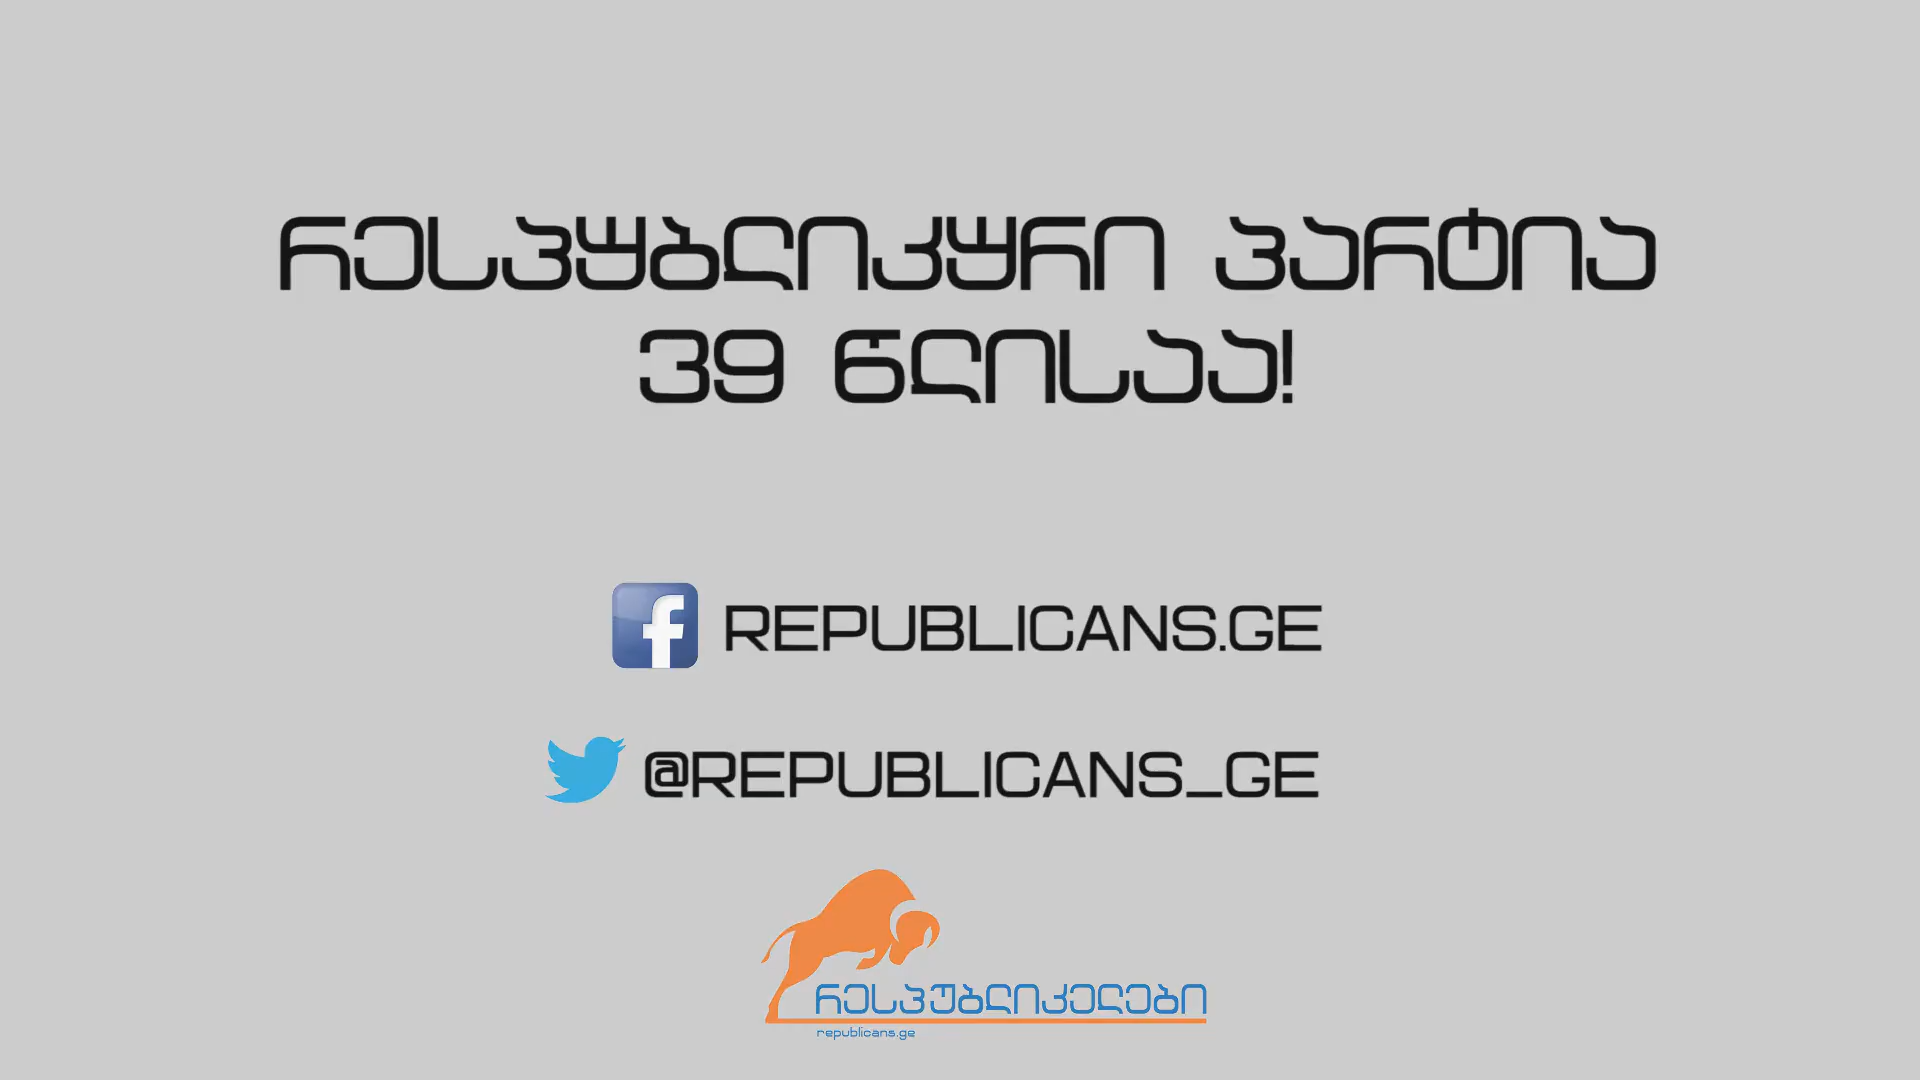 რესპუბლიკური პარტია
39 წლისაა!
REPUBLICANS.GE
@REPUBLICANS_GE
რესპუბლიკელები
republicans.ge